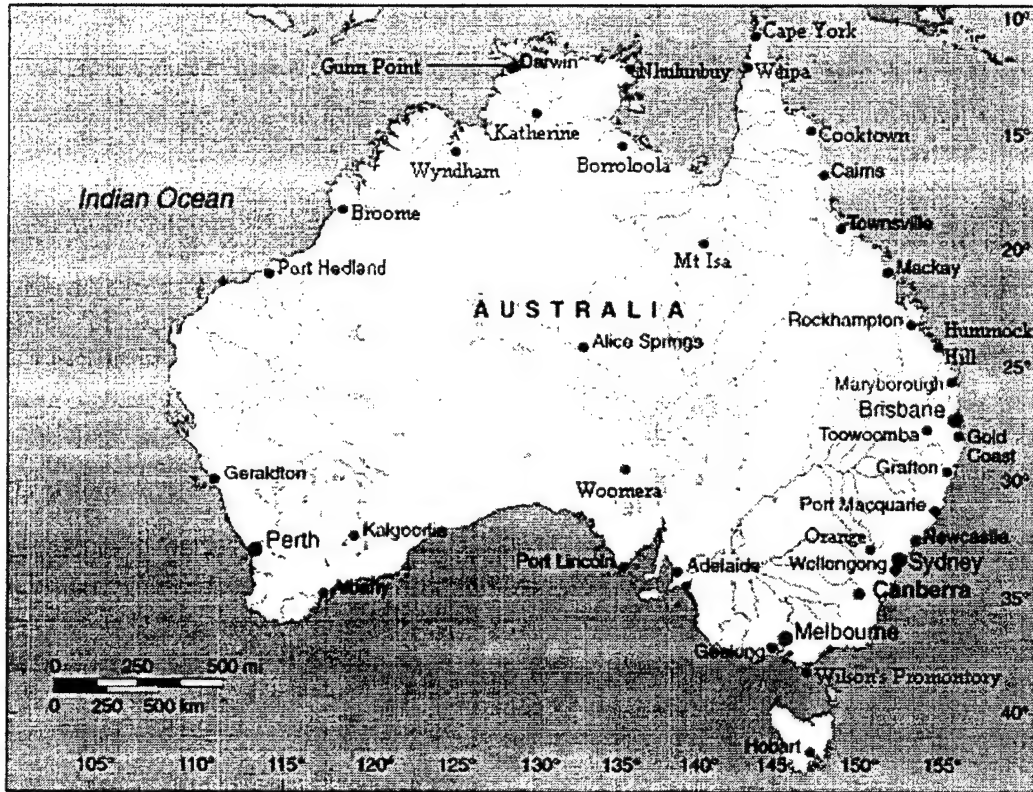 10°
Cape York
Gunn Point
Darwin
Nhulunbuy
Weipa
Katherine
Cooktown
15°
Wyndham
Borroloola
Cairns
Indian Ocean
Broome
Townsville
20°
Mt Isa
Port Hedland
Mackay
AUSTRALIA
Rockhampton
Hummock
Hill
Alice Springs
25°
Maryborough
Brisbane
Toowoomba
Gold
Coast
Grafton
Geraldton
30°
Woomera
Port Macquarie
Perth
Kalgoorlie
Orange
Newcastle
Port Lincoln
Adelaide
Wollongong
Sydney
Albany
Canberra
35°
Melbourne
Geelong
0 250 500 mi
Wilson's Promontory
0 250 500 km
40°
Hobart
105° 110° 115° 120° 125° 130° 135° 140° 145° 150° 155°